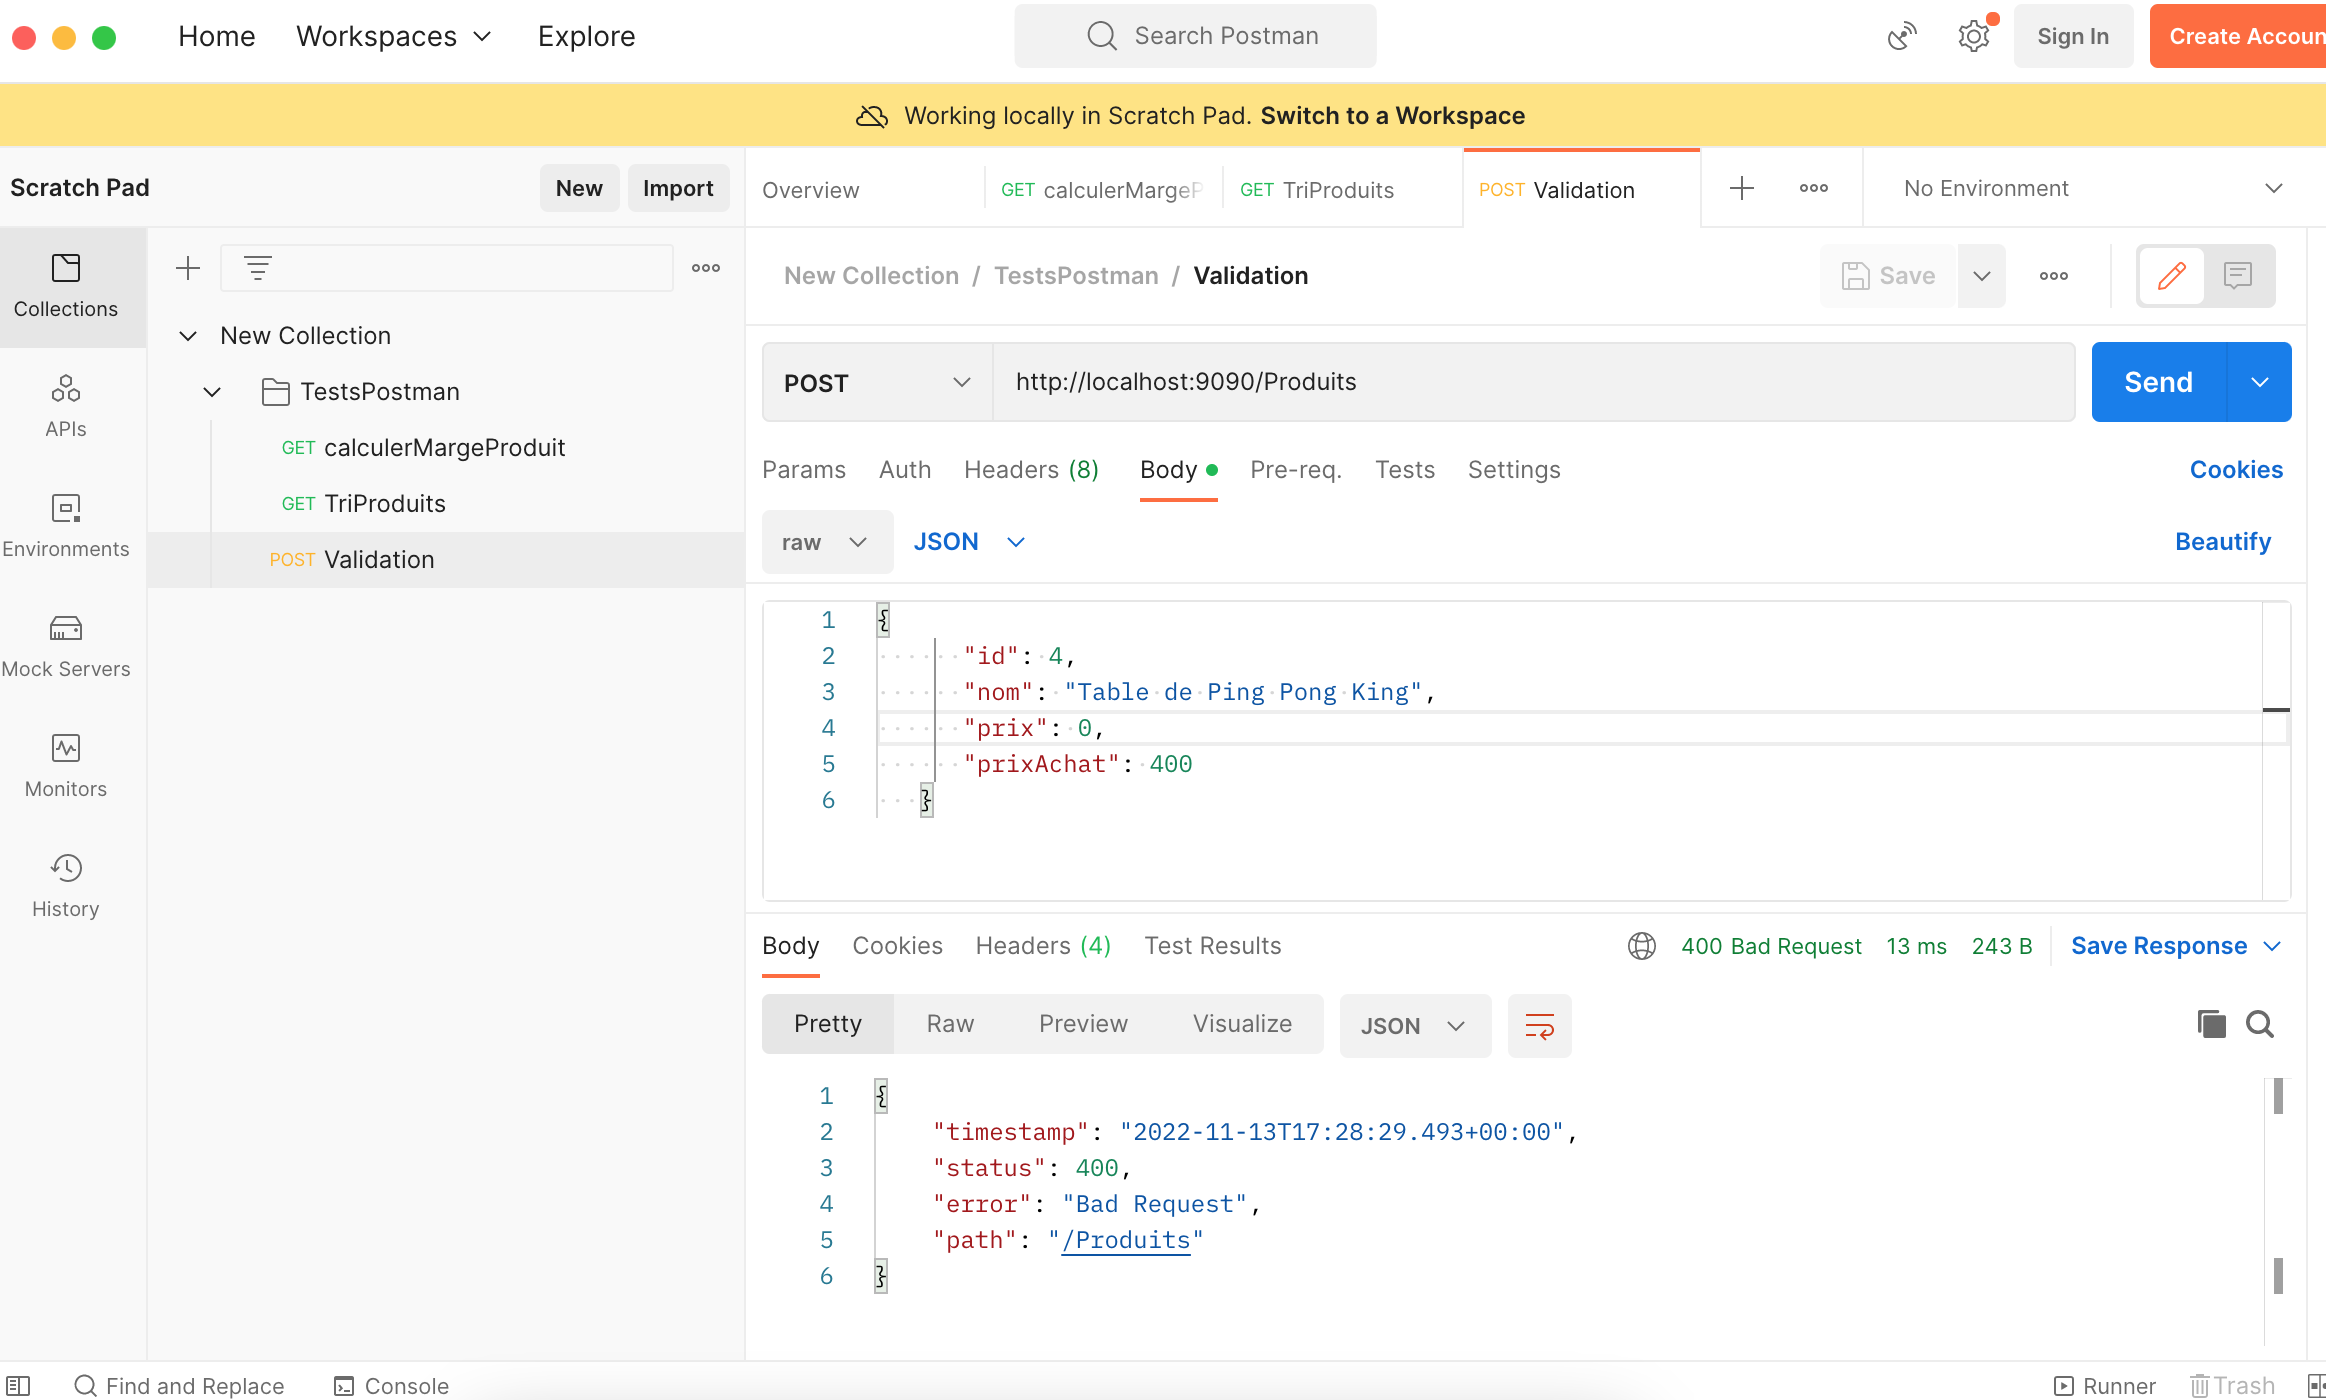 Home Workspaces Explore Search Postman Sign In Create Accoun
Working locally in Scratch Pad. Switch to a Workspace
Scratch Pad New Import
Overview GET calculerMargeP GET TriProduits POST Validation No Environment
Collections
APIs
Environments
Mock Servers
Monitors
History
New Collection
TestsPostman
GET calculerMargeProduit
GET TriProduits
POST Validation
New Collection / TestsPostman / Validation Save
POST http://localhost:9090/Produits Send
Params Auth Headers (8) Body Pre-req. Tests Settings Cookies
raw JSON Beautify
1 {
2 "id": 4,
3 "nom": "Table de Ping Pong King",
4 "prix": 0,
5 "prixAchat": 400
6 }
Body Cookies Headers (4) Test Results 400 Bad Request 13 ms 243 B Save Response
Pretty Raw Preview Visualize JSON
1 {
2 "timestamp": "2022-11-13T17:28:29.493+00:00",
3 "status": 400,
4 "error": "Bad Request",
5 "path": "/Produits"
6 }
Find and Replace Console Runner Trash